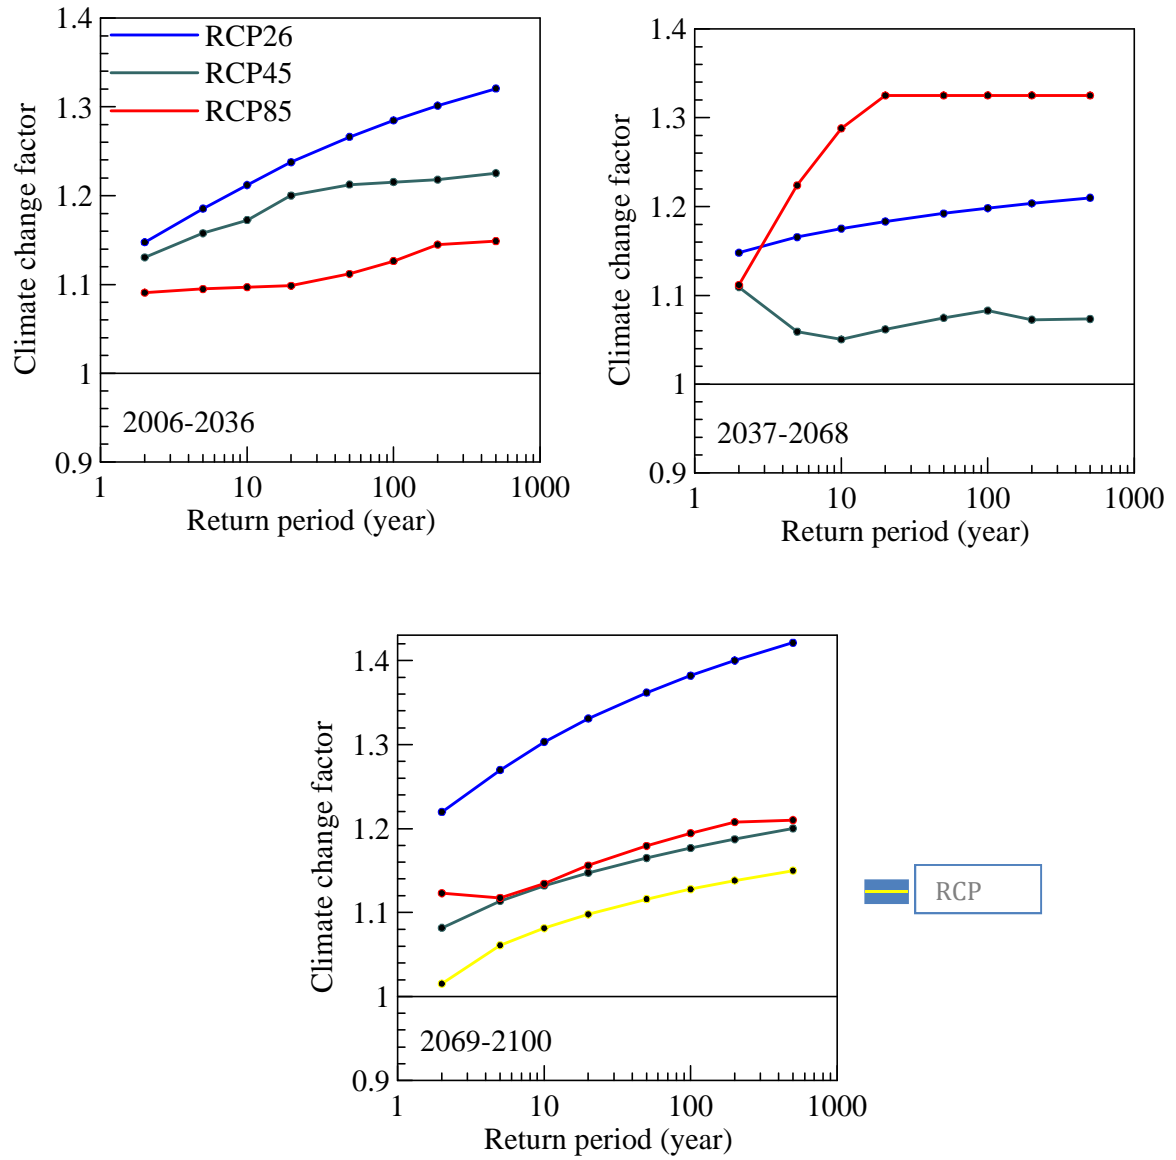 1.4
1.3
1.2
1.1
1
0.9
Climate change factor
RCP26
RCP45
RCP85
2006-2036
1 10 100 1000
Return period (year)
1.4
1.3
1.2
1.1
1
0.9
Climate change factor
2037-2068
1 10 100 1000
Return period (year)
1.4
1.3
1.2
1.1
1
0.9
Climate change factor
2069-2100
1 10 100 1000
Return period (year)
RCP